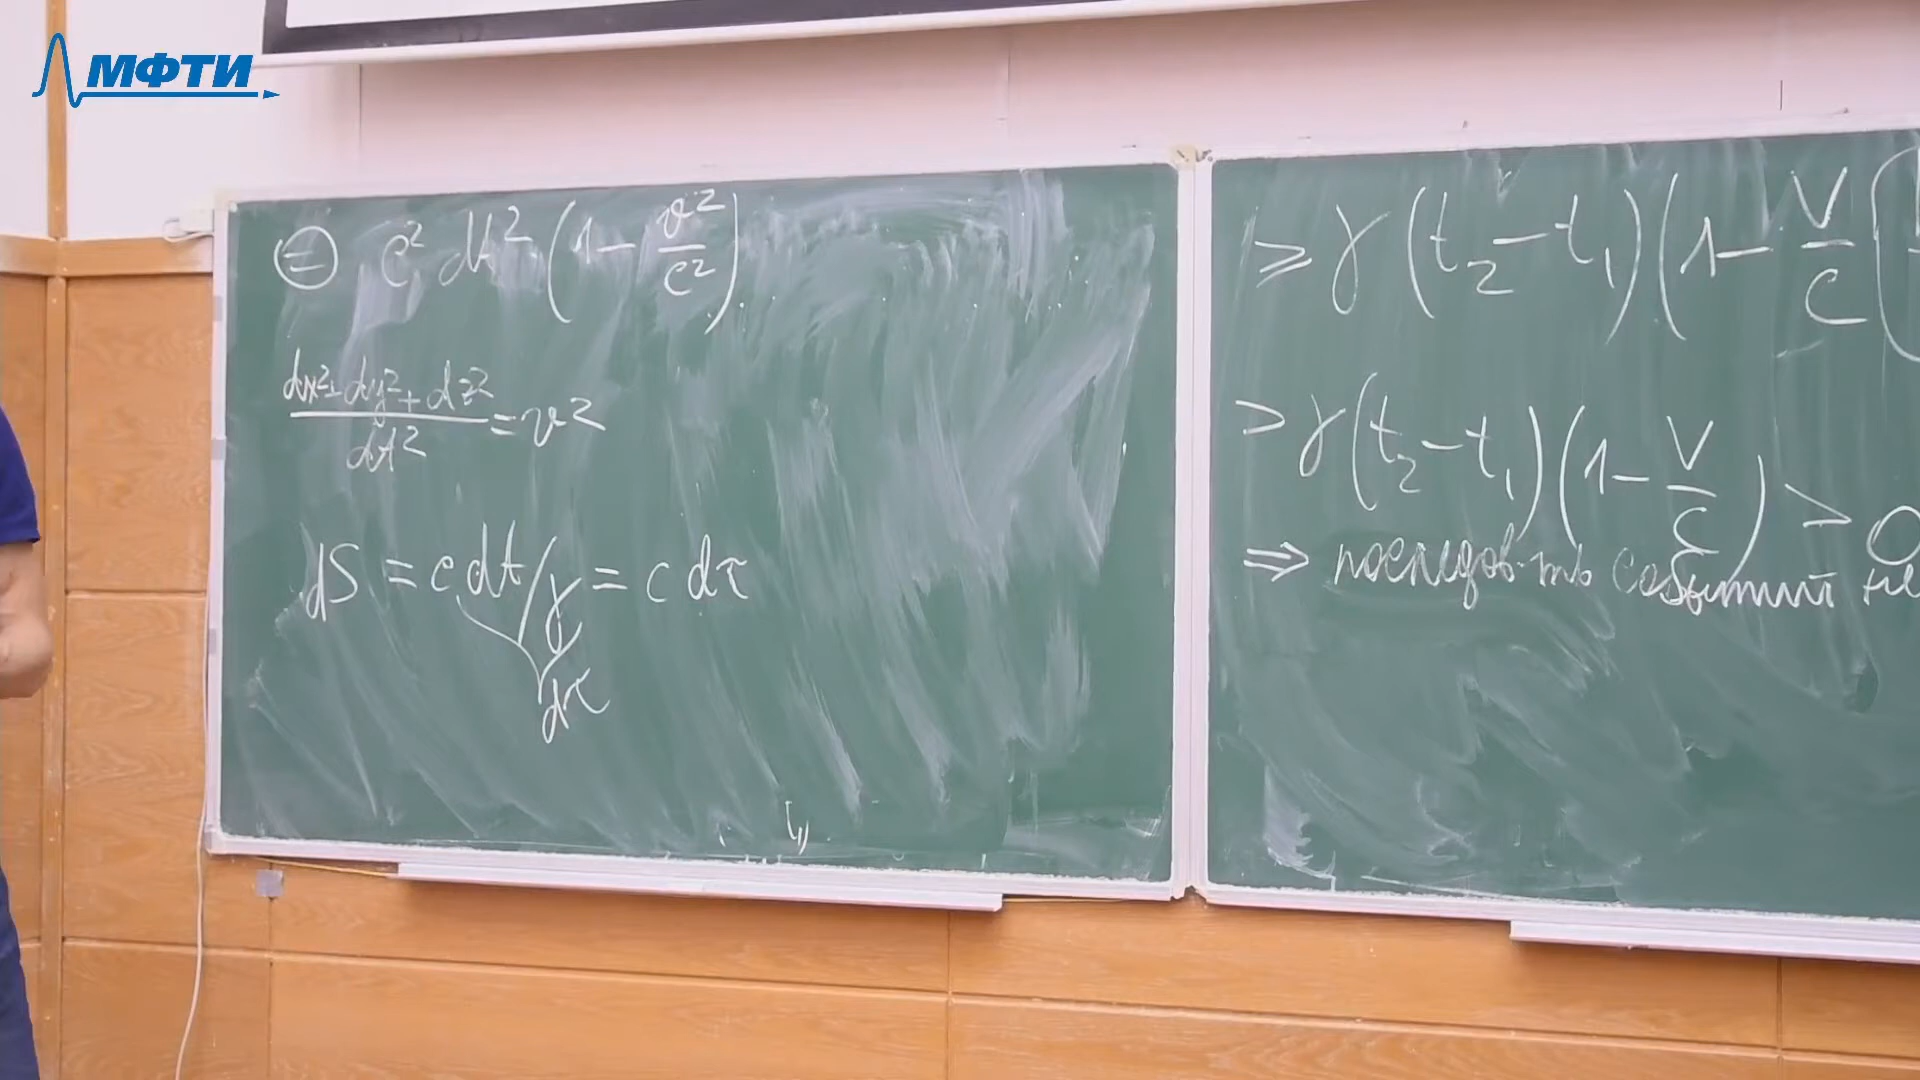 МФТИ
= c² dt² (1 - v²/c²)
(dx² + dy² + dz²)/dt² = v²
dS = c dt/γ = c dτ
dτ
≥ γ (t₂ - t₁) (1 - V/c (
> γ (t₂ - t₁) (1 - V/c) > 0
⇒ последов-ть событий не